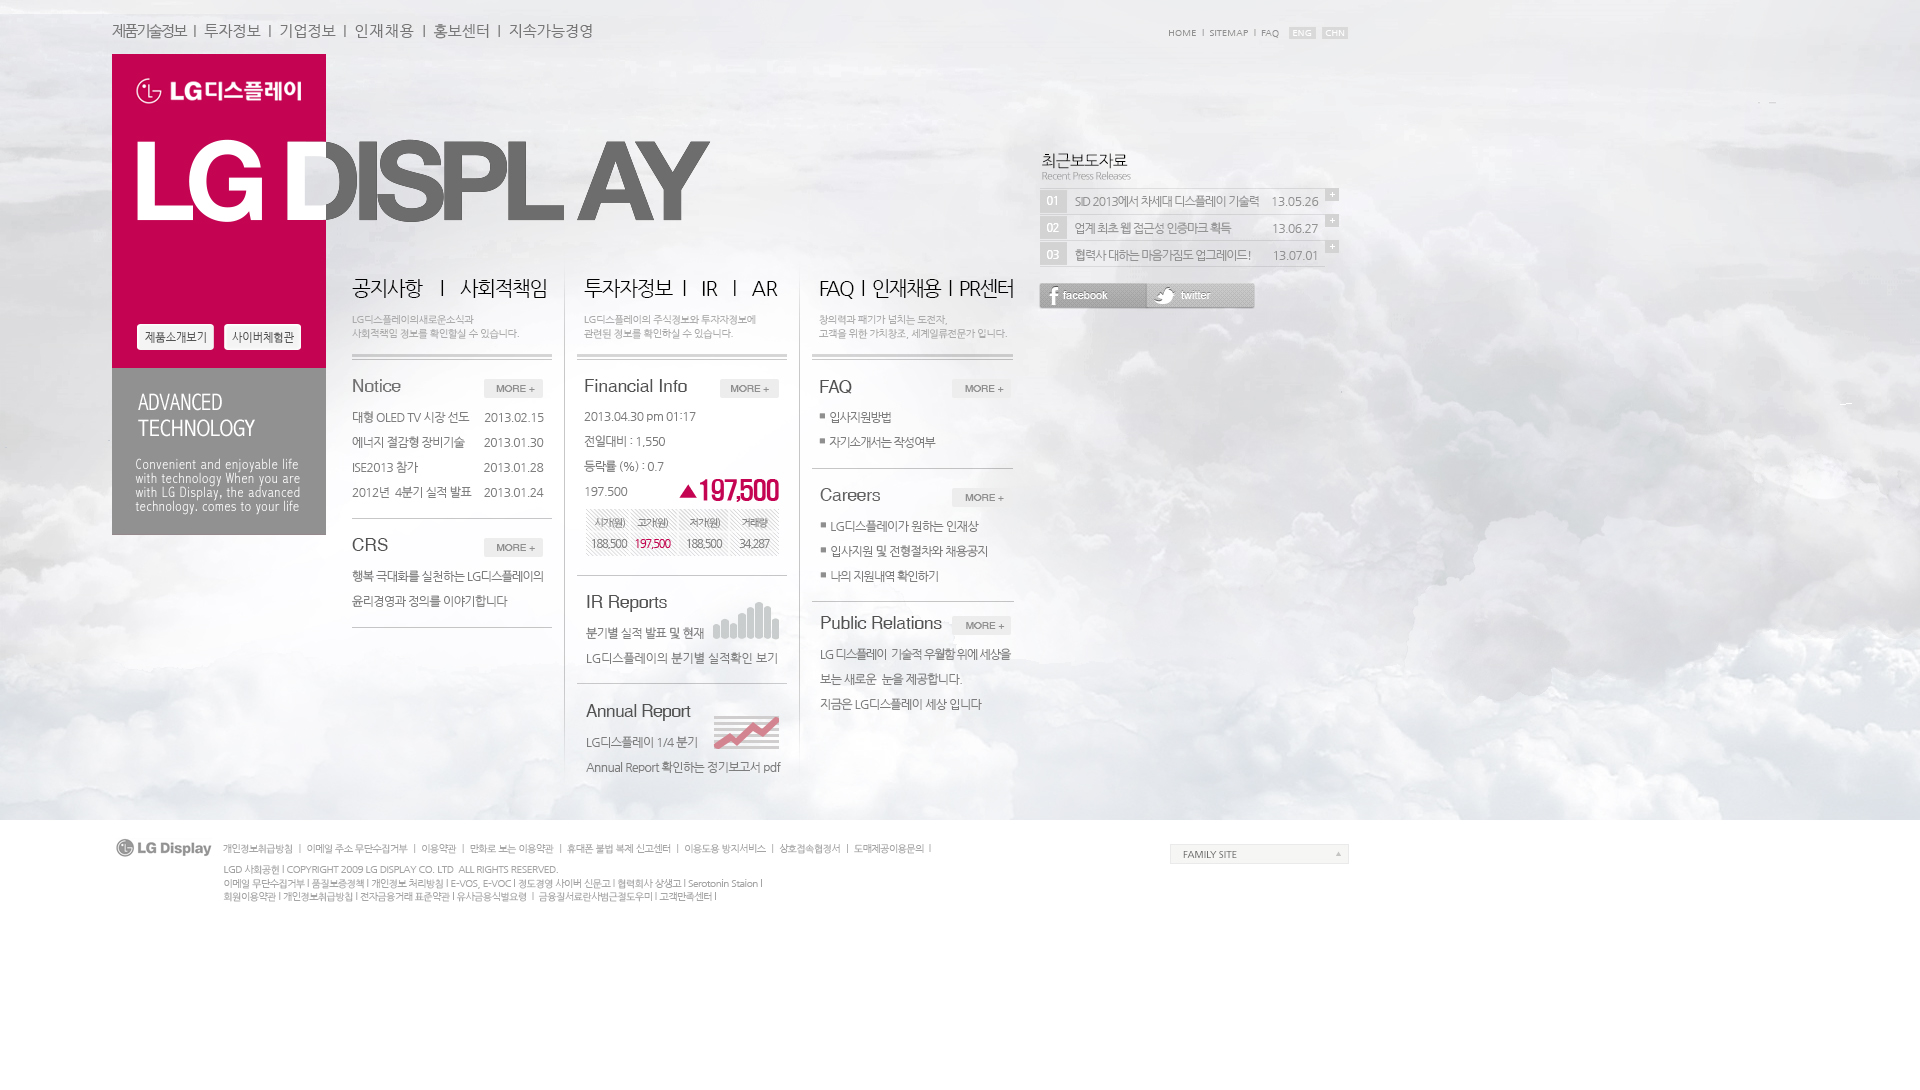 제품기술정보 | 투자정보 | 기업정보 | 인재채용 | 홍보센터 | 지속가능경영
HOME | SITEMAP | FAQ ENG CHN
LG디스플레이
LG DISPLAY
제품소개보기 사이버체험관
ADVANCED
TECHNOLOGY
Convenient and enjoyable life
with technology When you are
with LG Display, the advanced
technology. comes to your life
공지사항 | 사회적책임
LG디스플레이의새로운소식과
사회적책임 정보를 확인할실 수 있습니다.
Notice MORE +
대형 OLED TV 시장 선도 2013.02.15
에너지 절감형 장비기술 2013.01.30
ISE2013 참가 2013.01.28
2012년 4분기 실적 발표 2013.01.24
CRS MORE +
행복 극대화를 실천하는 LG디스플레이의
윤리경영과 정의를 이야기합니다
투자자정보 | IR | AR
LG디스플레이의 주식정보와 투자자정보에
관련된 정보를 확인하실 수 있습니다.
Financial Info MORE +
2013.04.30 pm 01:17
전일대비 : 1,550
등락률 (%) : 0.7
197.500 ▲197,500
시가(원) 고가(원) 저가(원) 거래량
188,500 197,500 188,500 34,287
IR Reports
분기별 실적 발표 및 현재
LG디스플레이의 분기별 실적확인 보기
Annual Report
LG디스플레이 1/4 분기
Annual Report 확인하는 정기보고서 pdf
FAQ | 인재채용 | PR센터
창의력과 패기가 넘치는 도전자,
고객을 위한 가치창조, 세계일류전문가 입니다.
FAQ MORE +
■ 입사지원방법
■ 자기소개서는 작성여부
Careers MORE +
■ LG디스플레이가 원하는 인재상
■ 입사지원 및 전형절차와 채용공지
■ 나의 지원내역 확인하기
Public Relations MORE +
LG 디스플레이 기술적 우월함 위에 세상을
보는 새로운 눈을 제공합니다.
지금은 LG디스플레이 세상 입니다
최근보도자료
Recent Press Releases
01 SID 2013에서 차세대 디스플레이 기술력 13.05.26 +
02 업계 최초 웹 접근성 인증마크 획득 13.06.27 +
03 협력사 대하는 마음가짐도 업그레이드! 13.07.01 +
facebook twitter
LG Display
개인정보취급방침 | 이메일 주소 무단수집거부 | 이용약관 | 만화로 보는 이용약관 | 휴대폰 불법 복제 신고센터 | 이용도용 방지서비스 | 상호접속협정서 | 도매제공이용문의 |
LGD 사회공헌 | COPYRIGHT 2009 LG DISPLAY CO. LTD ALL RIGHTS RESERVED.
이메일 무단수집거부 | 품질보증정책 | 개인정보 처리방침 | E-VOS, E-VOC | 정도경영 사이버 신문고 | 협력회사 상생고 | Serotonin Staion |
회원이용약관 | 개인정보취급방침 | 전자금융거래 표준약관 | 유사금융식벌요령 | 금융질서료란사범근절도우미 | 고객만족센터 |
FAMILY SITE